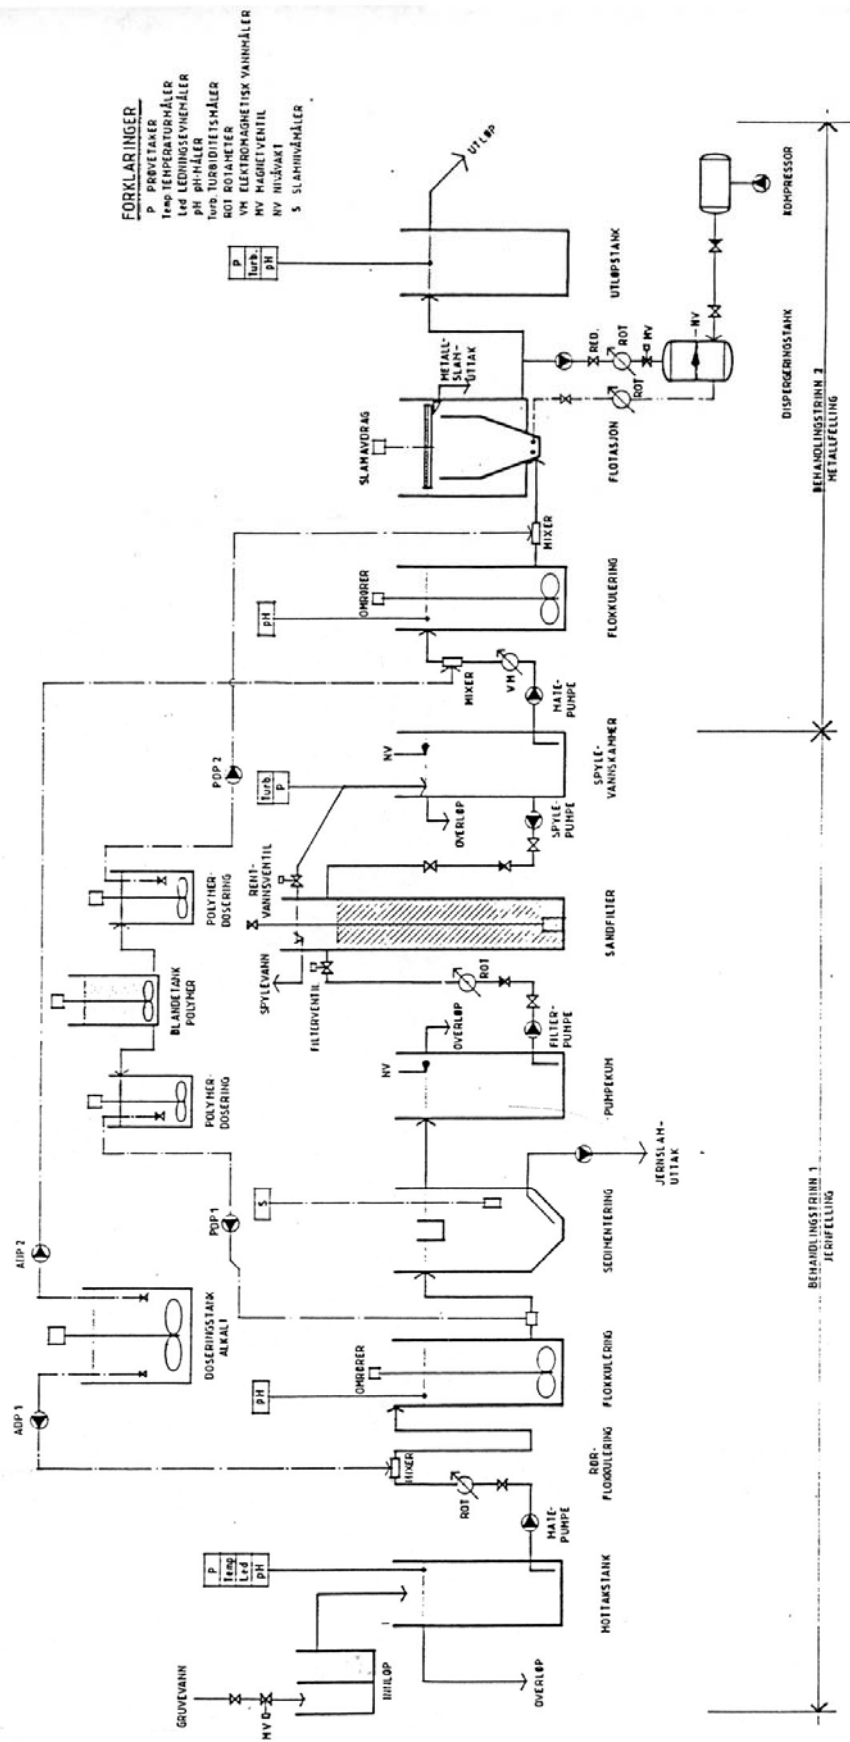 FORKLARINGER
P PRØVETAKER
Temp TEMPERATURMÅLER
Led LEDNINGSEVNEMÅLER
pH pH-MÅLER
Turb. TURBIDITETSMÅLER
ROT ROTAMETER
VM ELEKTROMAGNETISK VANNMÅLER
MV MAGNETVENTIL
NV NIVÅVAKT
S SLAMNIVÅMÅLER
ADP 1
DOSERINGSTANK
ALKALI
ADP 2
POLYMER-
DOSERING
BLANDETANK
POLYMER
POLYMER-
DOSERING
PDP 1
PDP 2
GRUVEVANN
MV
INNLØP
P
Temp
Led
pH
OVERLØP
MOTTAKSTANK
MATE-
PUMPE
ROT
MIXER
RØR-
FLOKKULERING
pH
OMRØRER
FLOKKULERING
S
SEDIMENTERING
JERNSLAM-
UTTAK
NV
OVERLØP
PUMPEKUM
FILTER-
PUMPE
ROT
FILTERVENTIL
SPYLEVANN
RENT-
VANNSVENTIL
SANDFILTER
Turb.
P
NV
OVERLØP
SPYLE-
PUMPE
SPYLE-
VANNSKAMMER
MATE-
PUMPE
VM
MIXER
pH
OMRØRER
FLOKKULERING
MIXER
SLAMAVDRAG
METALL-
SLAM-
UTTAK
FLOTASJON
ROT
RED.
ROT
MV
NV
DISPERGERINGSTANK
KOMPRESSOR
P
Turb.
pH
UTLØPSTANK
UTLØP
BEHANDLINGSTRINN 1
JERNFELLING
BEHANDLINGSTRINN 2
METALLFELLING